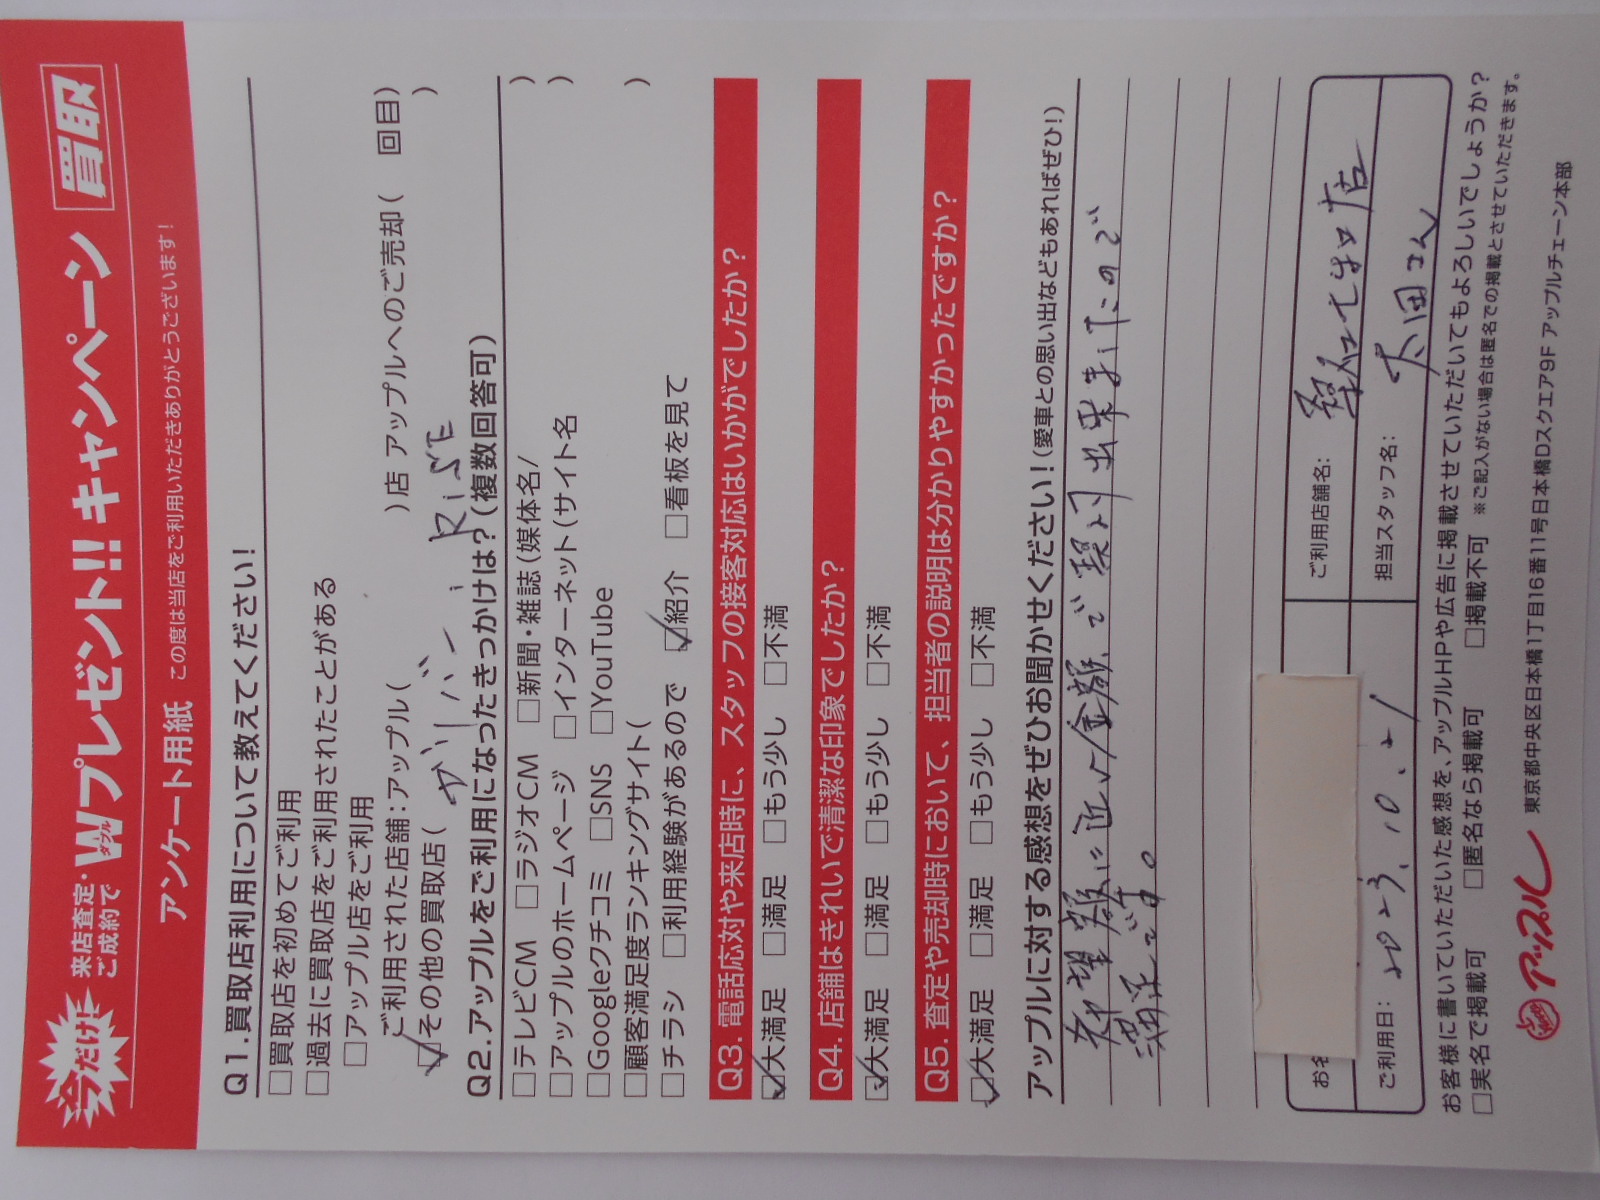 今だけ! 来店査定・ご成約で Wプレゼント!! キャンペーン 買取
ダブル
アンケート用紙 この度は当店をご利用いただきありがとうございます!
Q1.買取店利用について教えてください!
□買取店を初めてご利用
□過去に買取店をご利用されたことがある
□アップル店をご利用
ご利用された店舗:アップル( )店 アップルへのご売却( 回目)
☑その他の買取店( ガリバー、RiSE )
Q2.アップルをご利用になったきっかけは?(複数回答可)
□テレビCM □ラジオCM □新聞・雑誌(媒体名/ )
□アップルのホームページ □インターネット(サイト名 )
□Googleクチコミ □SNS □YouTube
□顧客満足度ランキングサイト( )
□チラシ □利用経験があるので ☑紹介 □看板を見て
Q3.電話応対や来店時に、スタッフの接客対応はいかがでしたか?
☑大満足 □満足 □もう少し □不満
Q4.店舗はきれいで清潔な印象でしたか?
☑大満足 □満足 □もう少し □不満
Q5.査定や売却時において、担当者の説明は分かりやすかったですか?
☑大満足 □満足 □もう少し □不満
アップルに対する感想をぜひお聞かせください!(愛車との思い出などもあればぜひ!)
希望額に近い金額で契約出来ましたので
満足です。
お名 ご利用店舗名: 店
ご利用日: 2023.10.21 担当スタッフ名: 太田さん
お客様に書いていただいた感想を、アップルHPや広告に掲載させていただいてもよろしいでしょうか?
□実名で掲載可 □匿名なら掲載可 □掲載不可 ※ご記入がない場合は匿名での掲載とさせていただきます。
アップル 東京都中央区日本橋1丁目16番11号日本橋Dスクエア9F アップルチェーン本部